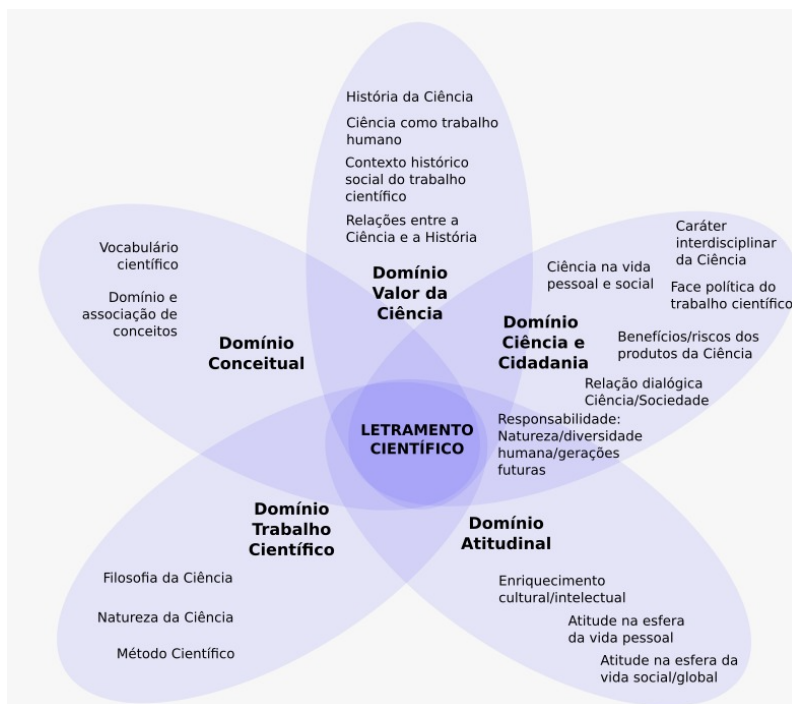 História da Ciência
Ciência como trabalho
humano
Contexto histórico
social do trabalho
científico
Relações entre a
Ciência e a História
Domínio
Valor da
Ciência
Vocabulário
científico
Domínio e
associação de
conceitos
Domínio
Conceitual
Caráter
interdisciplinar
da Ciência
Ciência na vida
pessoal e social
Face política do
trabalho científico
Domínio
Ciência e
Cidadania
Benefícios/riscos dos
produtos da Ciência
Relação dialógica
Ciência/Sociedade
Responsabilidade:
Natureza/diversidade
humana/gerações
futuras
LETRAMENTO
CIENTÍFICO
Domínio
Trabalho
Científico
Filosofia da Ciência
Natureza da Ciência
Método Científico
Domínio
Atitudinal
Enriquecimento
cultural/intelectual
Atitude na esfera
da vida pessoal
Atitude na esfera da
vida social/global